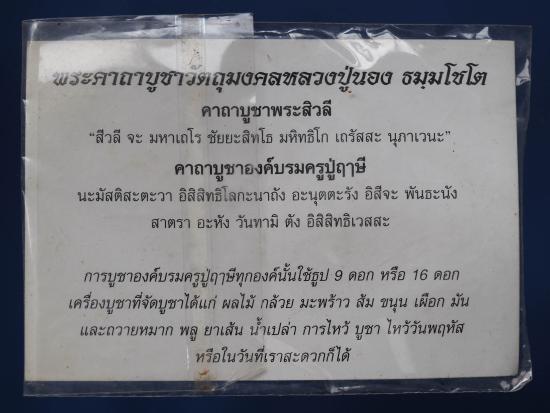 พระคาถาบูชาวัตถุมงคลหลวงปู่นอง ธมฺมโชโต
คาถาบูชาพระสิวลี
“สีวลี จะ มหาเถโร ชัยยะสิทโธ มหิทธิโก เถรัสสะ นุภาเวนะ”
คาถาบูชาองค์บรมครูปู่ฤๅษี
นะมัสติสะตะวา อิสิสิทธิโลกะนาถัง อะนุตตะรัง อิสีจะ พันธะนัง
สาตรา อะหัง วันทามิ ตัง อิสิสิทธิเวสสะ
การบูชาองค์บรมครูปู่ฤๅษีทุกองค์นั้นใช้ธูป 9 ดอก หรือ 16 ดอก
เครื่องบูชาที่จัดบูชาได้แก่ ผลไม้ กล้วย มะพร้าว ส้ม ขนุน เผือก มัน
และถวายหมาก พลู ยาเส้น น้ำเปล่า การไหว้ บูชา ไหว้วันพฤหัส
หรือในวันที่เราสะดวกก็ได้